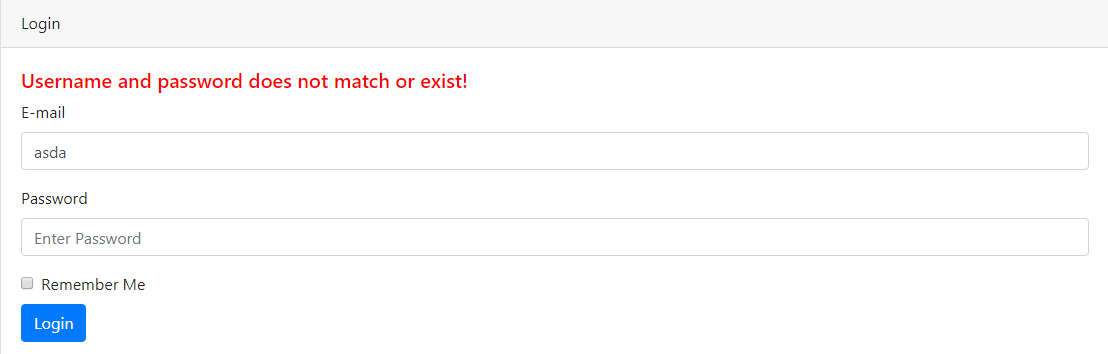 Login
Username and password does not match or exist!
E-mail
asda
Password
Enter Password
Remember Me
Login